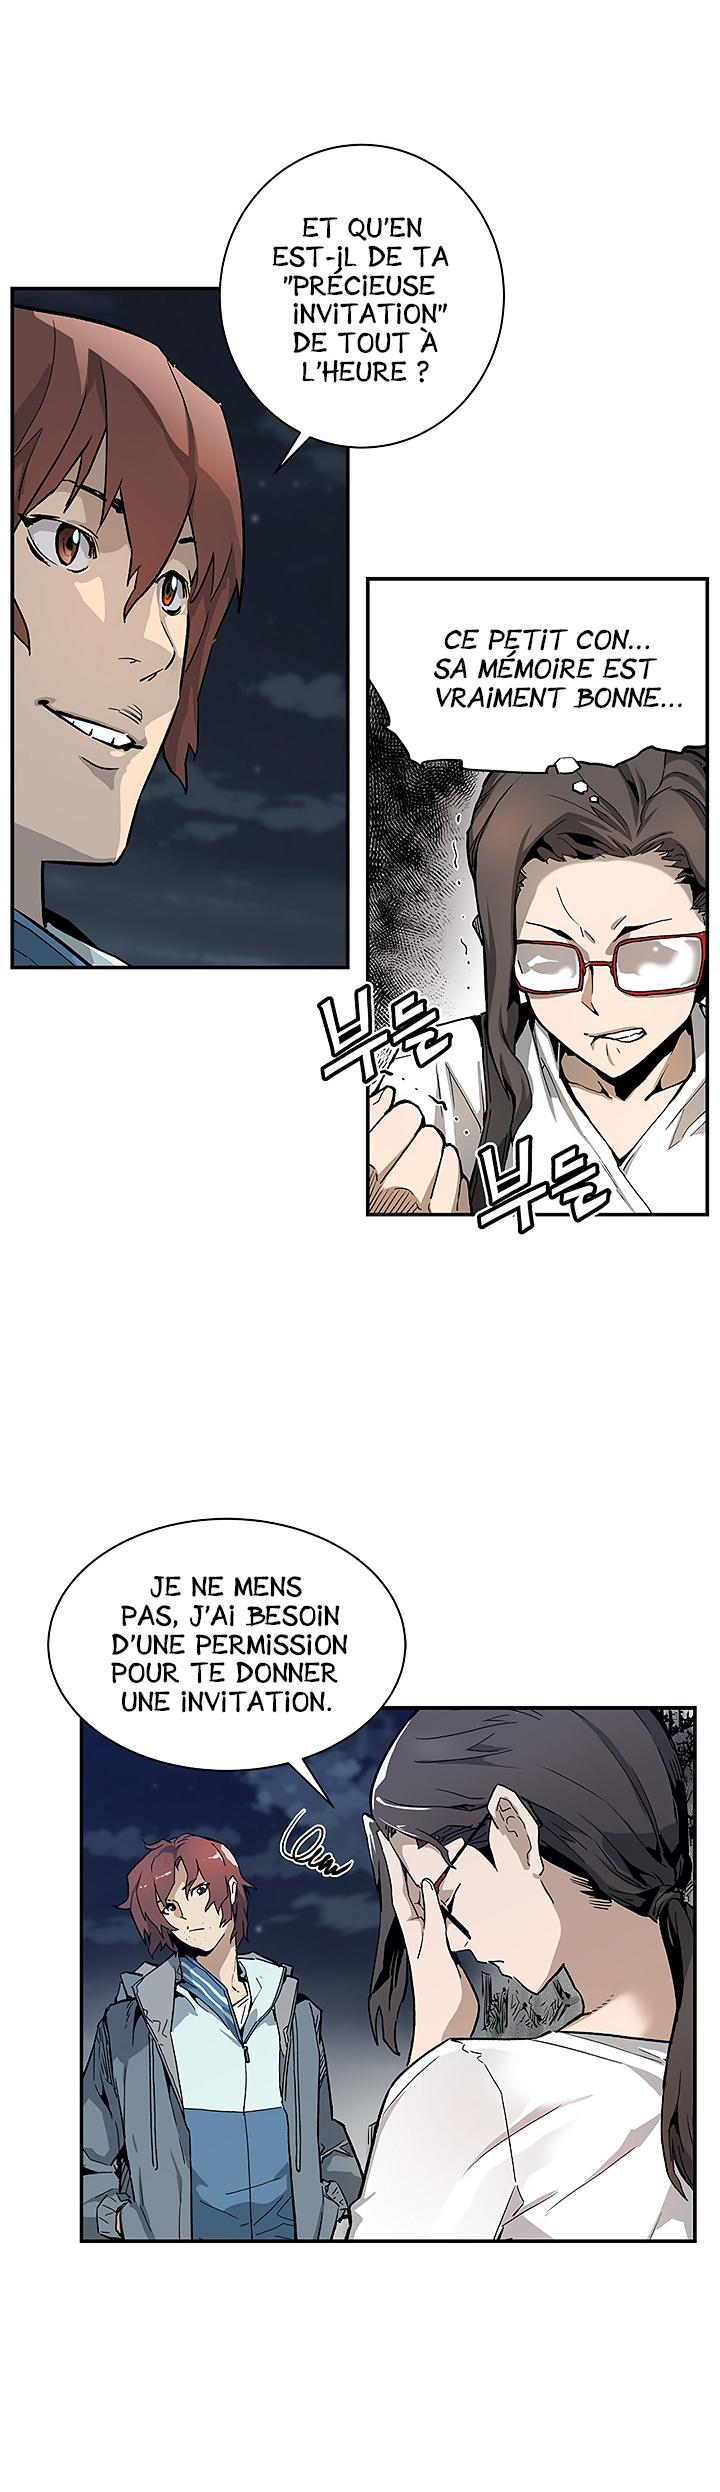 ET QU'EN
EST-IL DE TA
"PRÉCIEUSE
INVITATION"
DE TOUT À
L'HEURE ?
CE PETIT CON...
SA MÉMOIRE EST
VRAIMENT BONNE...
부들
부들
JE NE MENS
PAS, J'AI BESOIN
D'UNE PERMISSION
POUR TE DONNER
UNE INVITATION.